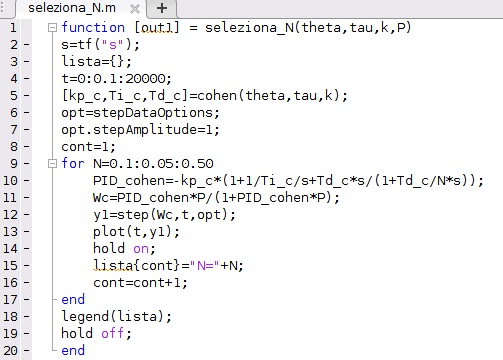 seleziona_N.m × +
1 function [out1] = seleziona_N(theta,tau,k,P)
2 - s=tf("s");
3 - lista={};
4 - t=0:0.1:20000;
5 - [kp_c,Ti_c,Td_c]=cohen(theta,tau,k);
6 - opt=stepDataOptions;
7 - opt.stepAmplitude=1;
8 - cont=1;
9 - for N=0.1:0.05:0.50
10 - PID_cohen=-kp_c*(1+1/Ti_c/s+Td_c*s/(1+Td_c/N*s));
11 - Wc=PID_cohen*P/(1+PID_cohen*P);
12 - y1=step(Wc,t,opt);
13 - plot(t,y1);
14 - hold on;
15 - lista{cont}="N="+N;
16 - cont=cont+1;
17 - end
18 - legend(lista);
19 - hold off;
20 - end